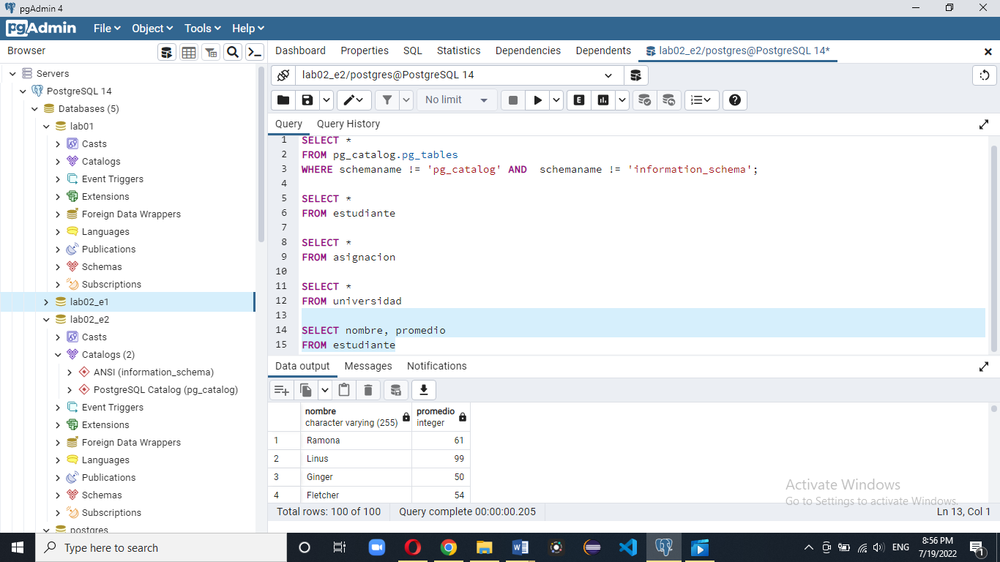 pgAdmin 4
pgAdmin File Object Tools Help
Browser
Dashboard Properties SQL Statistics Dependencies Dependents lab02_e2/postgres@PostgreSQL 14*
Servers
PostgreSQL 14
Databases (5)
lab01
Casts
Catalogs
Event Triggers
Extensions
Foreign Data Wrappers
Languages
Publications
Schemas
Subscriptions
lab02_e1
lab02_e2
Casts
Catalogs (2)
ANSI (information_schema)
PostgreSQL Catalog (pg_catalog)
Event Triggers
Extensions
Foreign Data Wrappers
Languages
Publications
Schemas
Subscriptions
postgres
lab02_e2/postgres@PostgreSQL 14
No limit
E
Query Query History
1 SELECT *
2 FROM pg_catalog.pg_tables
3 WHERE schemaname != 'pg_catalog' AND  schemaname != 'information_schema';
4
5 SELECT *
6 FROM estudiante
7
8 SELECT *
9 FROM asignacion
10
11 SELECT *
12 FROM universidad
13
14 SELECT nombre, promedio
15 FROM estudiante
Data output Messages Notifications
nombre promedio
character varying (255) integer
1 Ramona 61
2 Linus 99
3 Ginger 50
4 Fletcher 54
Activate Windows
Go to Settings to activate Windows.
Total rows: 100 of 100 Query complete 00:00:00.205 Ln 13, Col 1
Type here to search
ENG
8:56 PM
7/19/2022
1